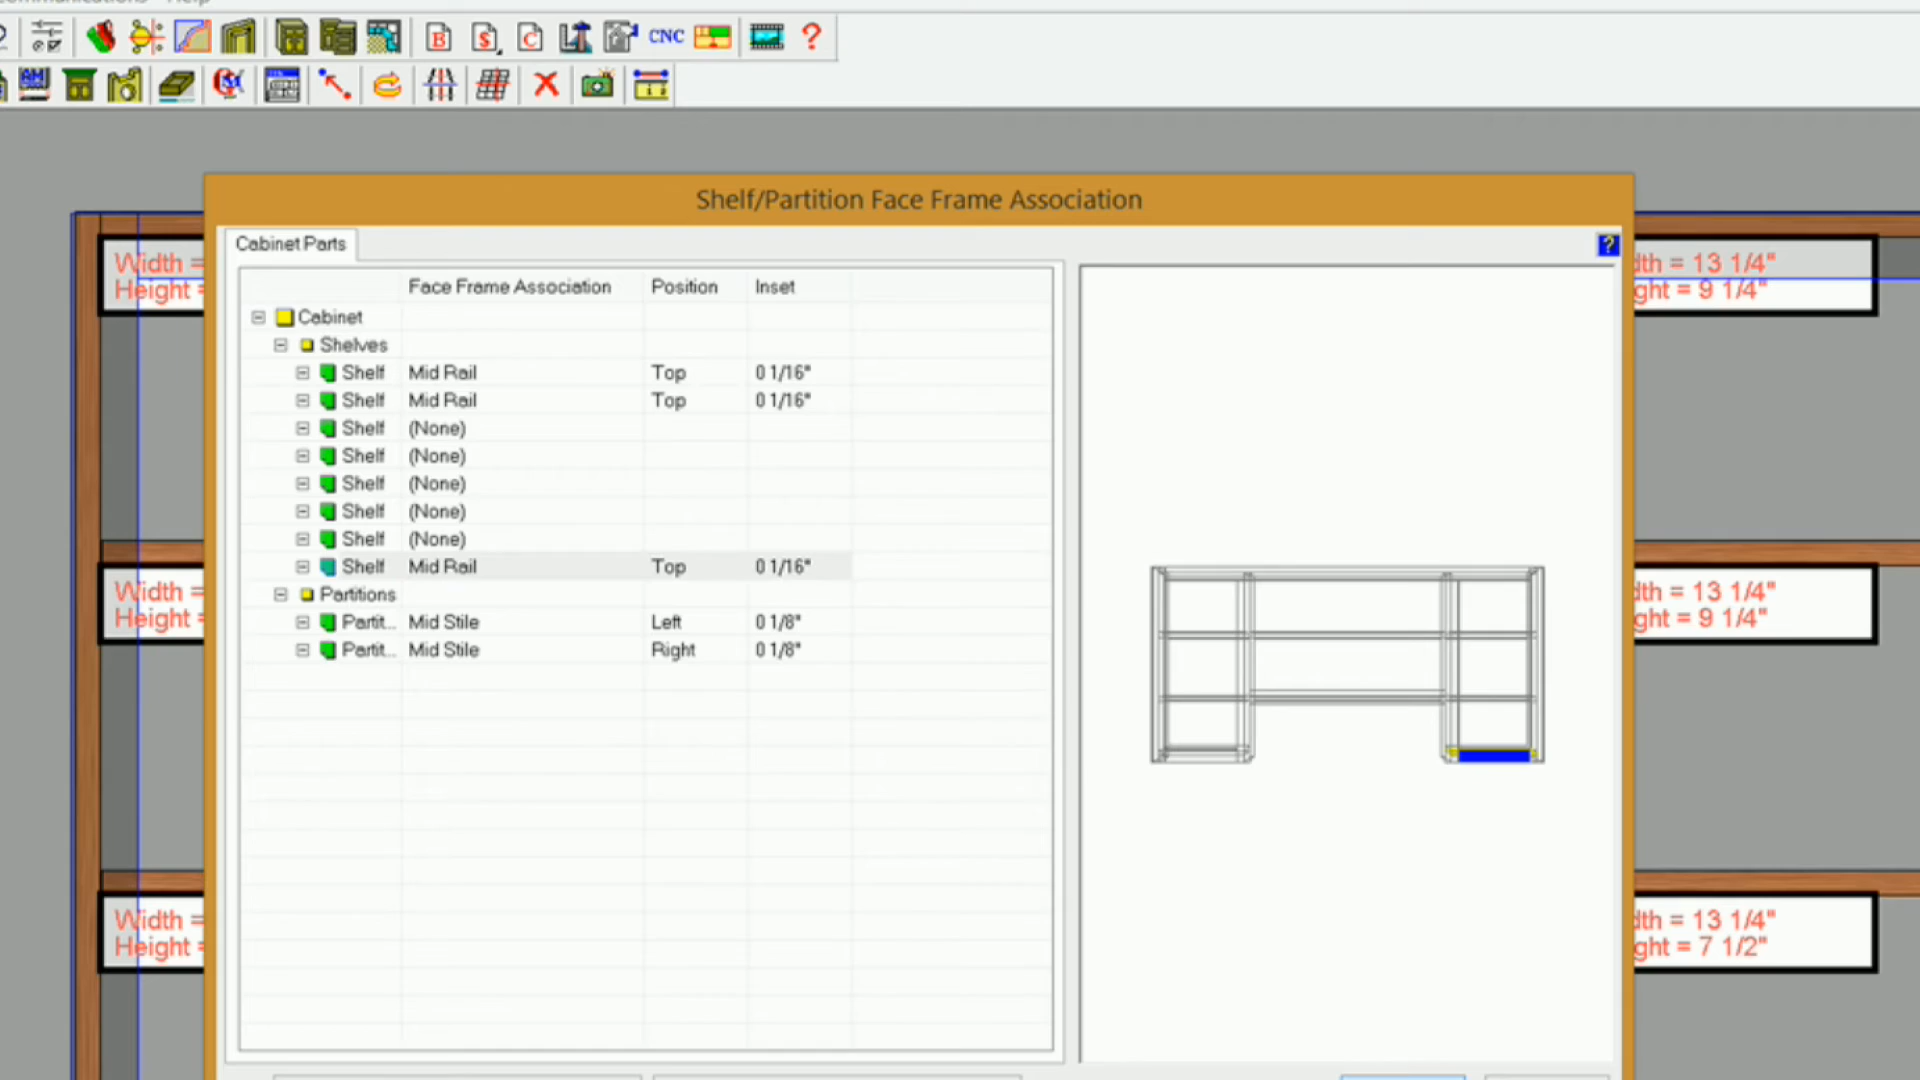 Help
B
$
C
CNC
?
AM
Shelf/Partition Face Frame Association
Cabinet Parts
?
Face Frame Association Position Inset
Cabinet
Shelves
Shelf Mid Rail Top 0 1/16"
Shelf Mid Rail Top 0 1/16"
Shelf (None)
Shelf (None)
Shelf (None)
Shelf (None)
Shelf (None)
Shelf Mid Rail Top 0 1/16"
Partitions
Partit... Mid Stile Left 0 1/8"
Partit... Mid Stile Right 0 1/8"
Width =
Height =
dth = 13 1/4"
ght = 9 1/4"
Width =
Height =
dth = 13 1/4"
ght = 9 1/4"
Width =
Height =
dth = 13 1/4"
ght = 7 1/2"